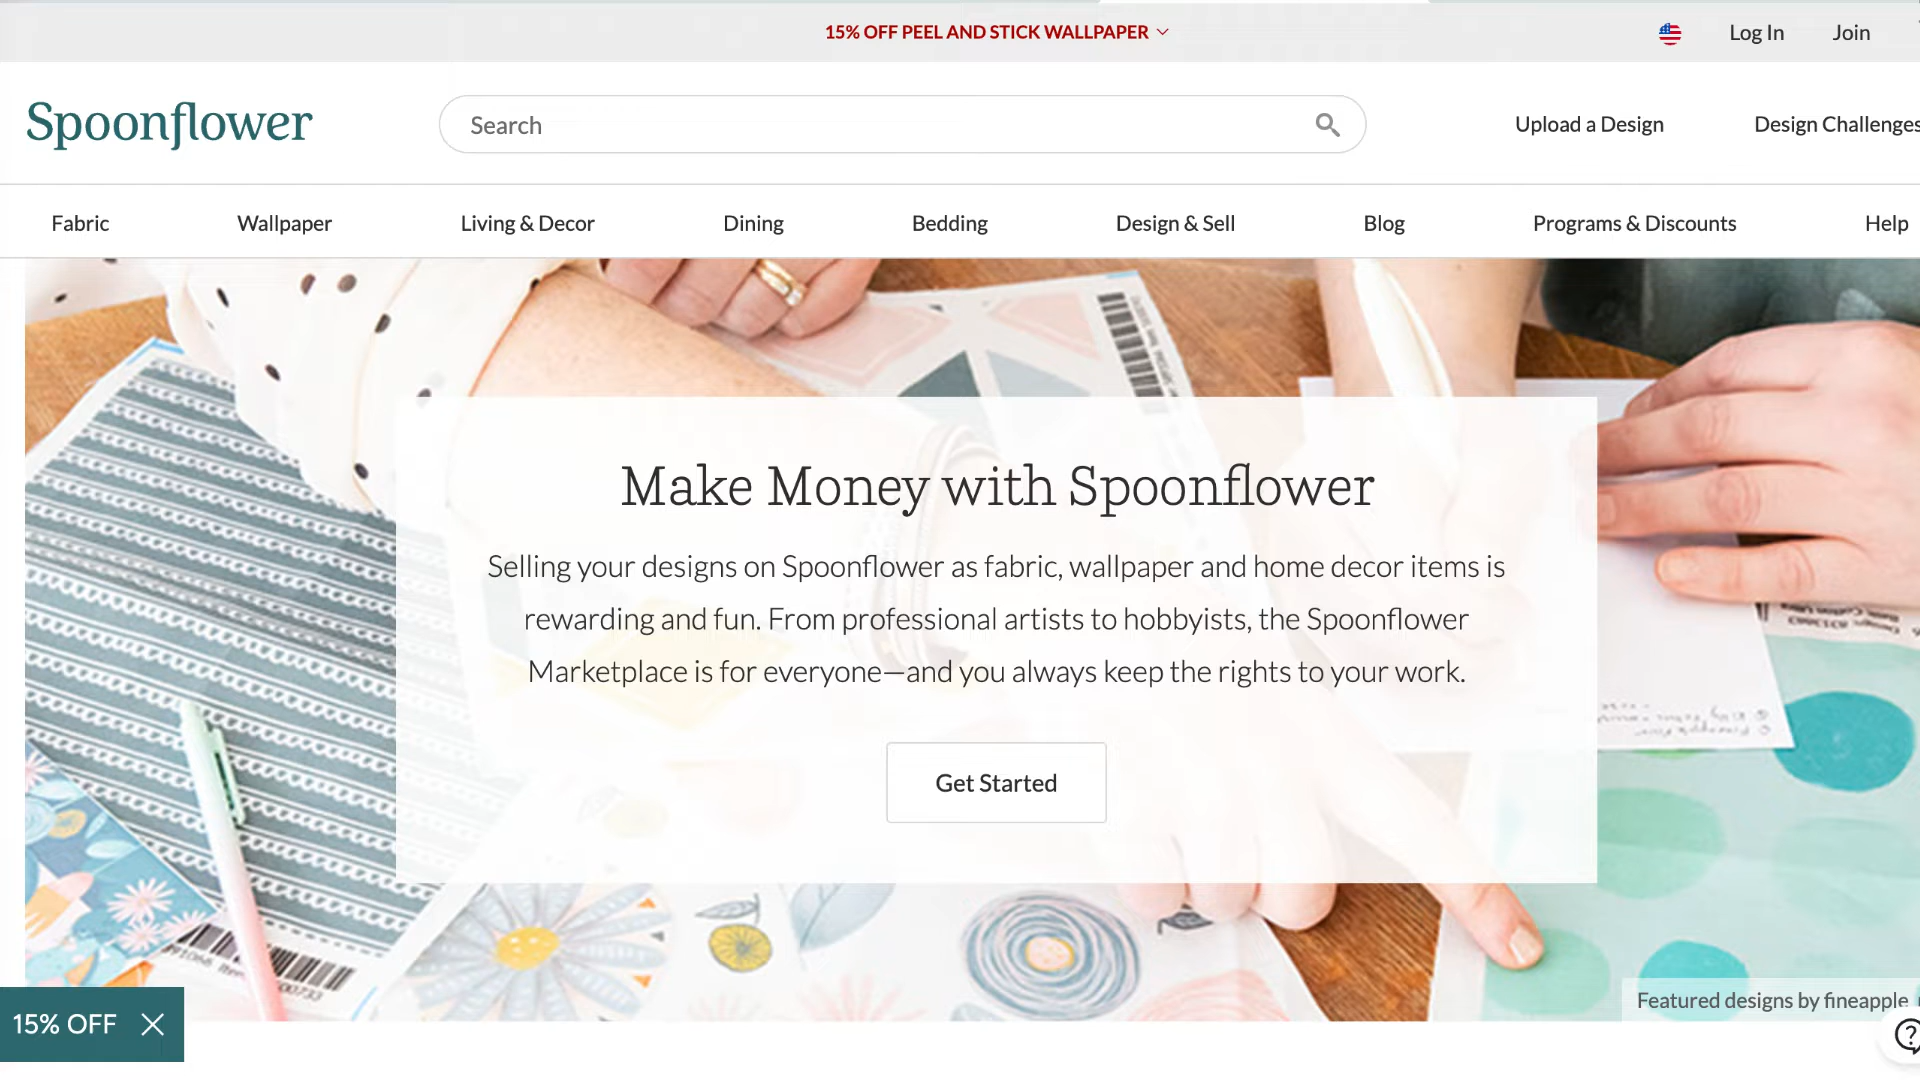 15% OFF PEEL AND STICK WALLPAPER
Log In
Join
Spoonflower
Search
Upload a Design
Design Challenges
Fabric
Wallpaper
Living & Decor
Dining
Bedding
Design & Sell
Blog
Programs & Discounts
Help
Make Money with Spoonflower
Selling your designs on Spoonflower as fabric, wallpaper and home decor items is
rewarding and fun. From professional artists to hobbyists, the Spoonflower
Marketplace is for everyone—and you always keep the rights to your work.
Get Started
Featured designs by fineapple
15% OFF